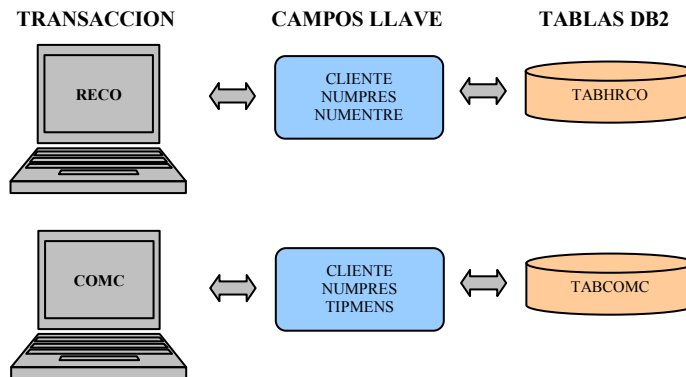 TRANSACCION CAMPOS LLAVE TABLAS DB2
RECO
CLIENTE
NUMPRES
NUMENTRE
TABHRCO
COMC
CLIENTE
NUMPRES
TIPMENS
TABCOMC